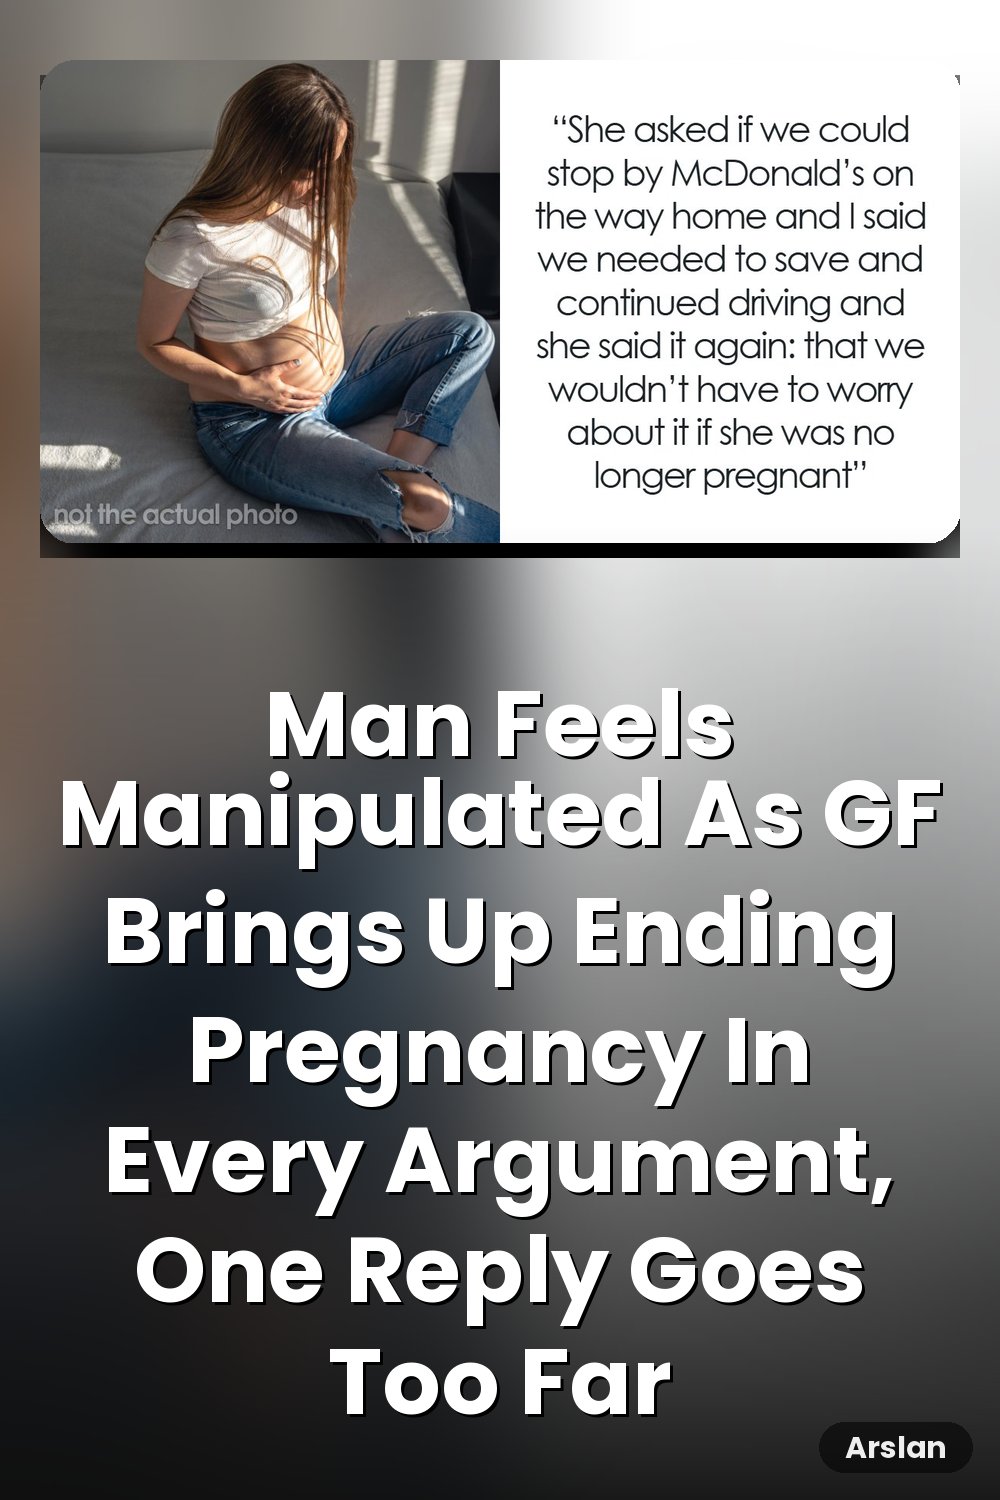 “She asked if we could
stop by McDonald’s on
the way home and I said
we needed to save and
continued driving and
she said it again: that we
wouldn’t have to worry
about it if she was no
longer pregnant”
not the actual photo
Man Feels
Manipulated As GF
Brings Up Ending
Pregnancy In
Every Argument,
One Reply Goes
Too Far
Arslan